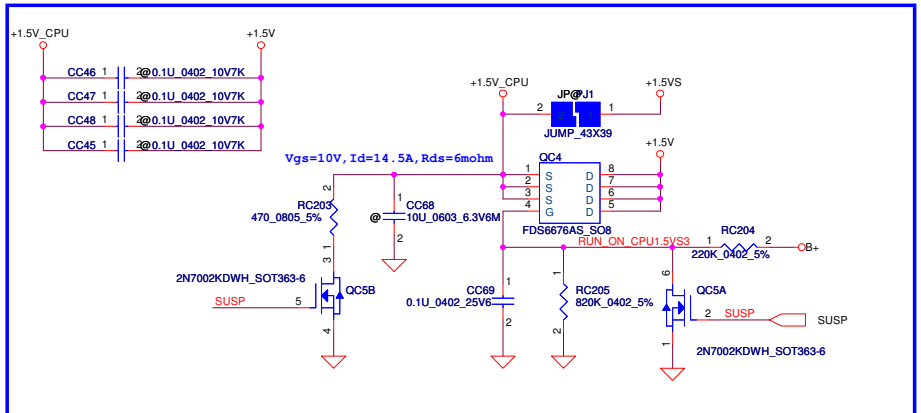 +1.5V_CPU +1.5V
CC46 1 2 @ 0.1U_0402_10V7K
CC47 1 2 @ 0.1U_0402_10V7K
CC48 1 2 @ 0.1U_0402_10V7K
CC45 1 2 @ 0.1U_0402_10V7K
+1.5V_CPU +1.5VS
JP@ PJ1
2 2 1 1
JUMP_43X39
+1.5V
Vgs=10V,Id=14.5A,Rds=6mohm
QC4
1 S D 8
2 S D 7
3 S D 6
4 G D 5
FDS6676AS_SO8
2 RC203 1
470_0805_5%
1 CC68
@ 10U_0603_6.3V6M
2
RUN_ON_CPU1.5VS3
RC204
1 2 B+
220K_0402_5%
2N7002KDWH_SOT363-6
3
SUSP 5 QC5B
4
1
CC69
0.1U_0402_25V6
2
1
RC205
820K_0402_5%
2
6
QC5A
2 SUSP SUSP
1
2N7002KDWH_SOT363-6